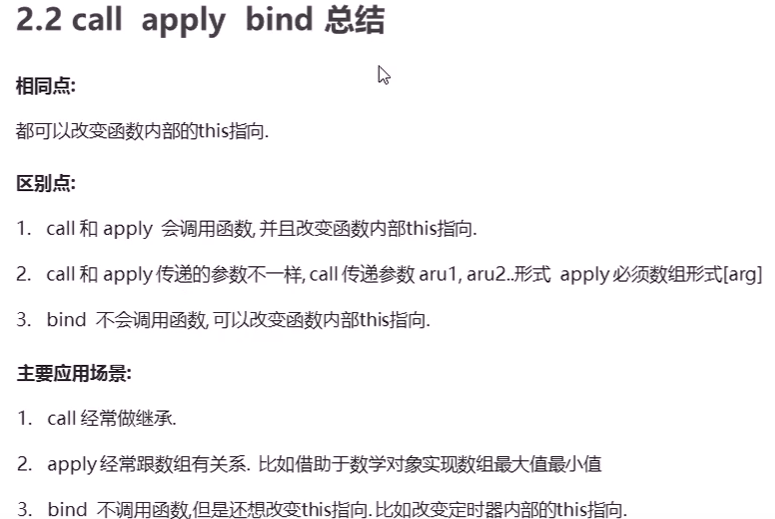 2.2 call apply bind 总结
相同点:
都可以改变函数内部的this指向.
区别点:
1. call 和 apply 会调用函数, 并且改变函数内部this指向.
2. call 和 apply 传递的参数不一样, call 传递参数 aru1, aru2..形式 apply 必须数组形式[arg]
3. bind 不会调用函数, 可以改变函数内部this指向.
主要应用场景:
1. call 经常做继承.
2. apply 经常跟数组有关系. 比如借助于数学对象实现数组最大值最小值
3. bind 不调用函数,但是还想改变this指向. 比如改变定时器内部的this指向.